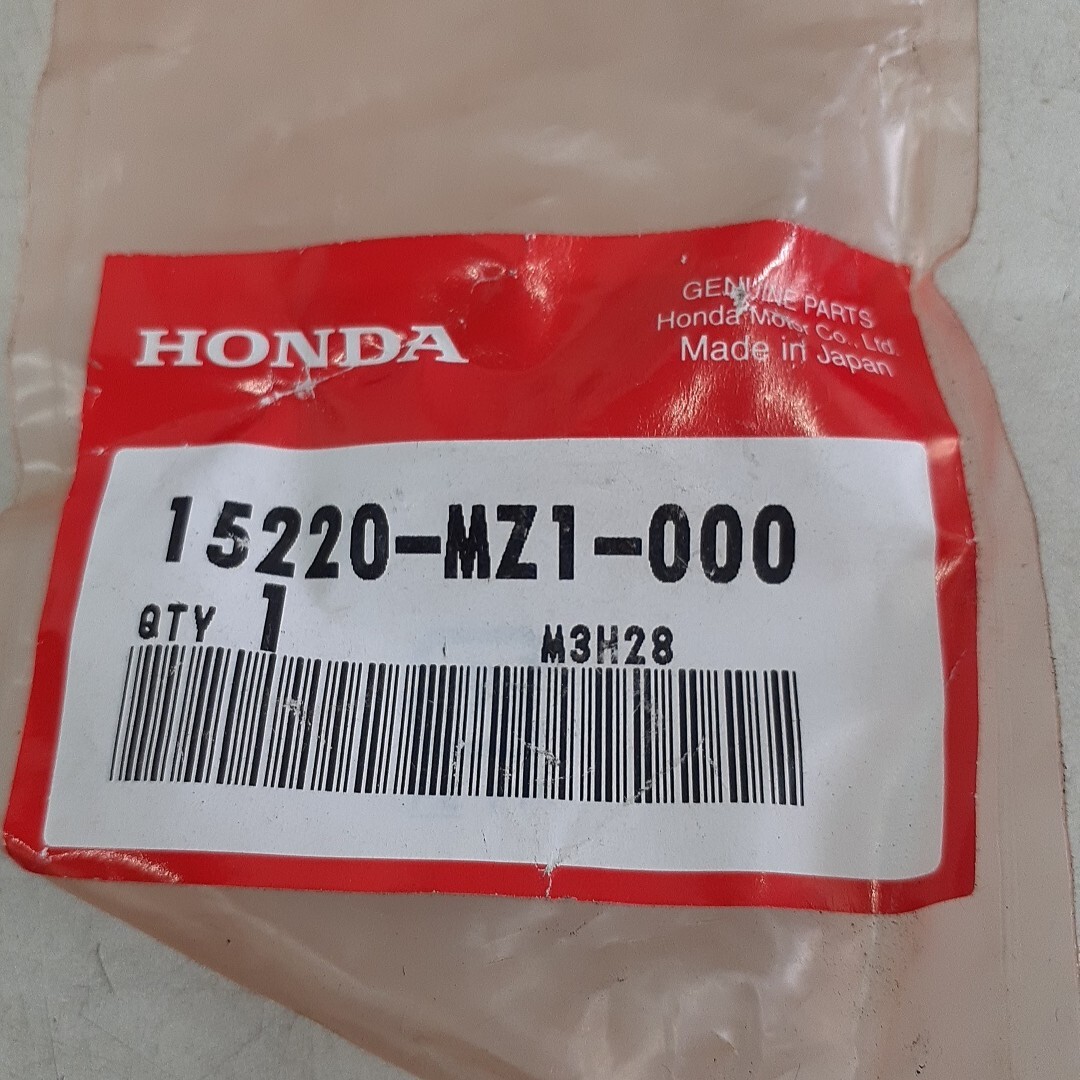 HONDA
GENUINE PARTS
Honda Motor Co., Ltd.
Made in Japan
15220-MZ1-000
QTY 1
M3H28